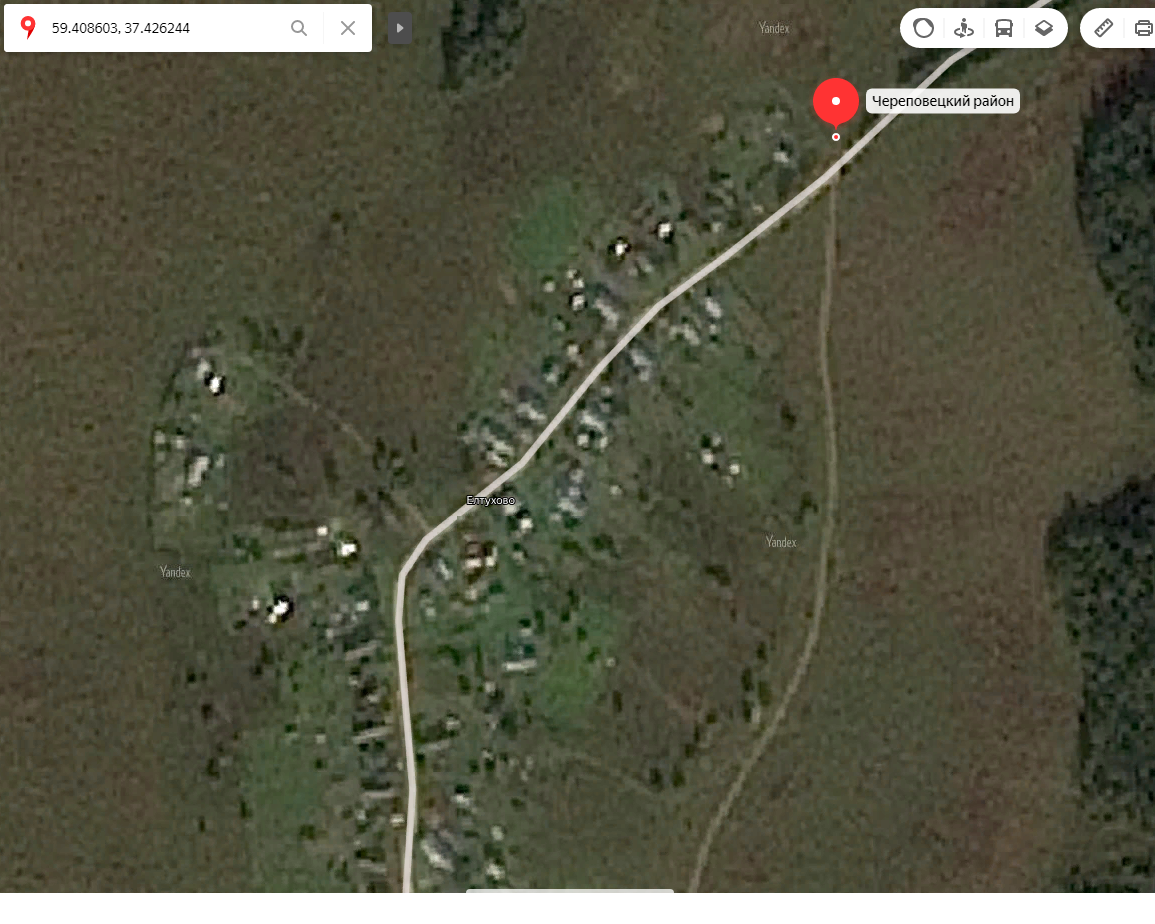 59.408603, 37.426244
Yandex
Череповецкий район
Елтухово
Yandex
Yandex